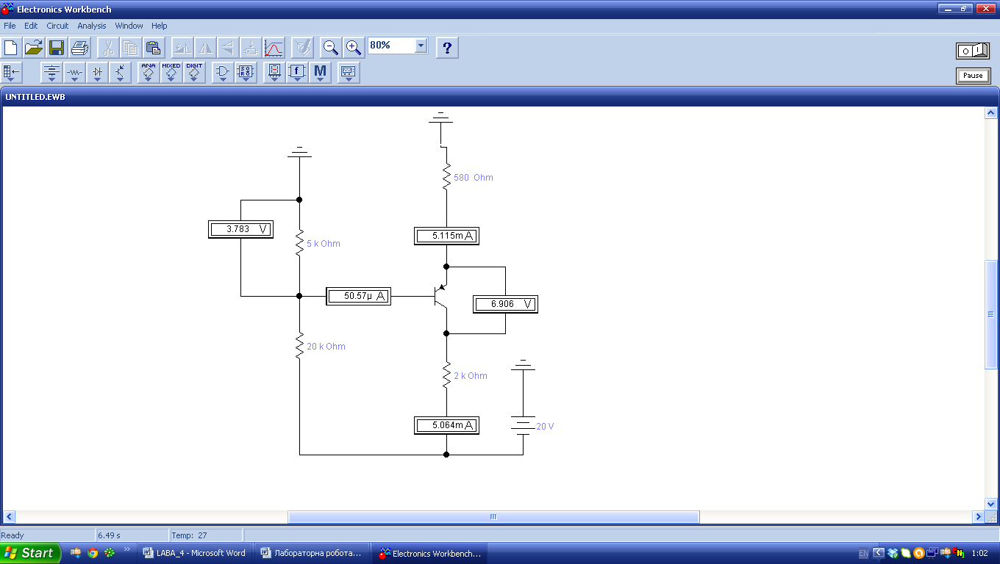 Electronics Workbench
File Edit Circuit Analysis Window Help
80%
?
O I
ANA MIXED DIGIT
f M
Pause
UNTITLED.EWB
580 Ohm
3.783 V
5.115m A
5 k Ohm
50.57µ A
6.906 V
20 k Ohm
2 k Ohm
5.064m A
20 V
Ready 6.49 s Temp: 27
Start LABA_4 - Microsoft Word Лабораторна робота... Electronics Workbench... EN 1:02